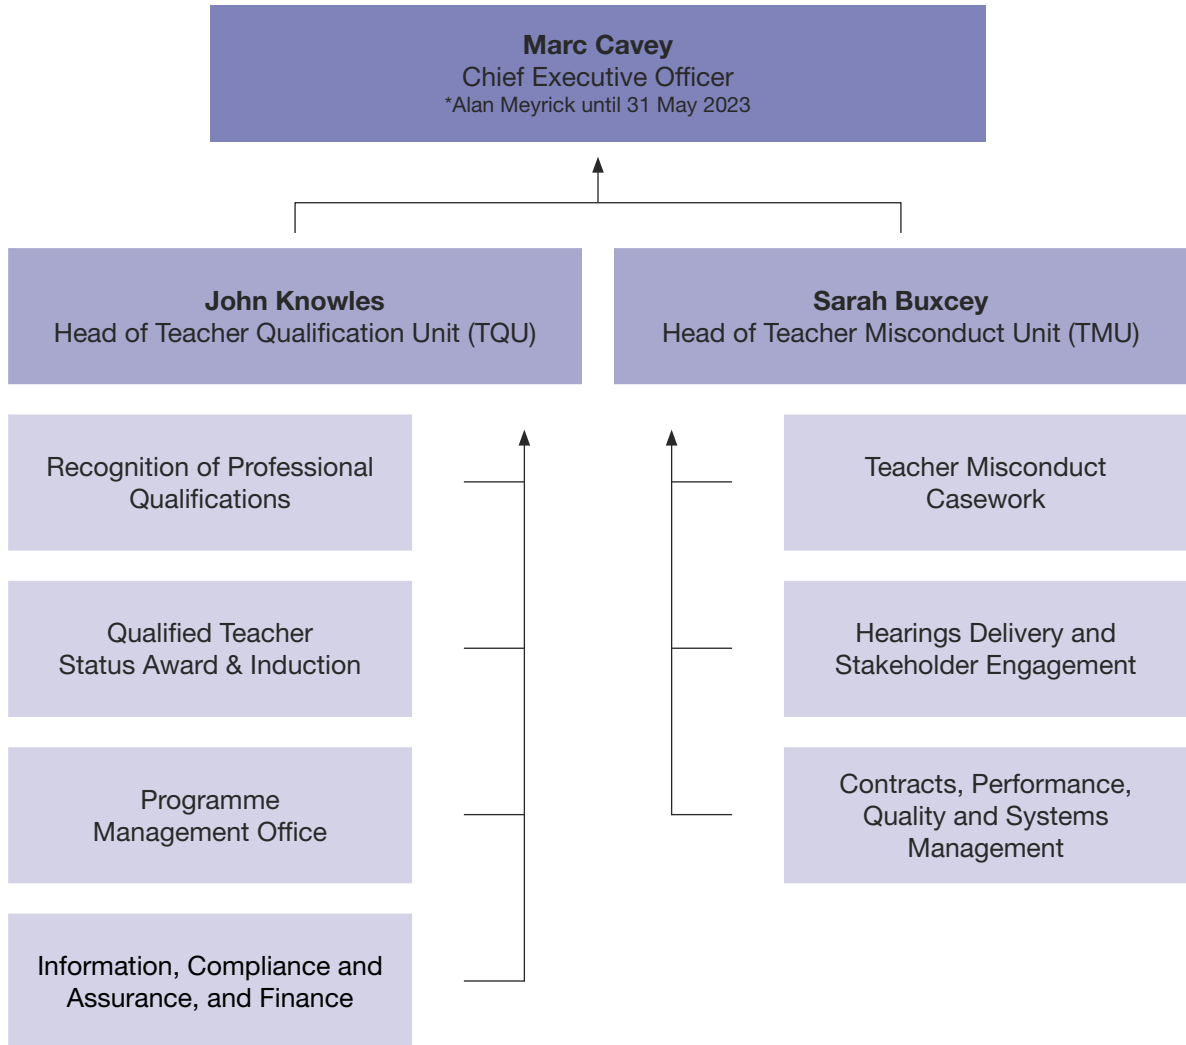 Marc Cavey
Chief Executive Officer
*Alan Meyrick until 31 May 2023
John Knowles
Head of Teacher Qualification Unit (TQU)
Sarah Buxcey
Head of Teacher Misconduct Unit (TMU)
Recognition of Professional
Qualifications
Teacher Misconduct
Casework
Qualified Teacher
Status Award & Induction
Hearings Delivery and
Stakeholder Engagement
Programme
Management Office
Contracts, Performance,
Quality and Systems
Management
Information, Compliance and
Assurance, and Finance